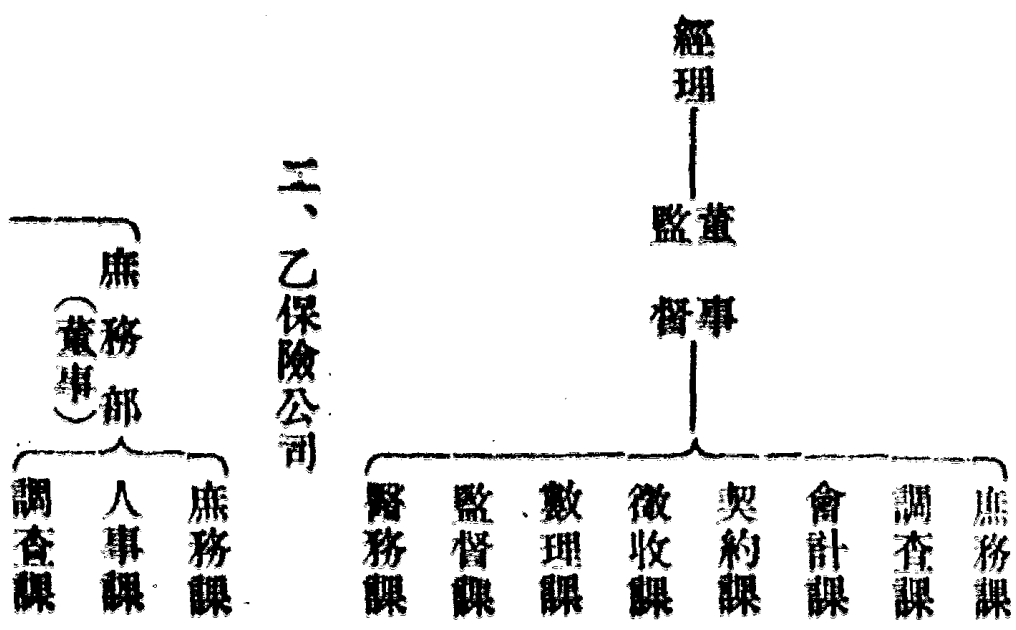 經理
董事
監督
庶務課
調查課
會計課
契約課
徵收課
數理課
監督課
醫務課
二、乙保險公司
庶務部
（董事）
庶務課
人事課
調查課